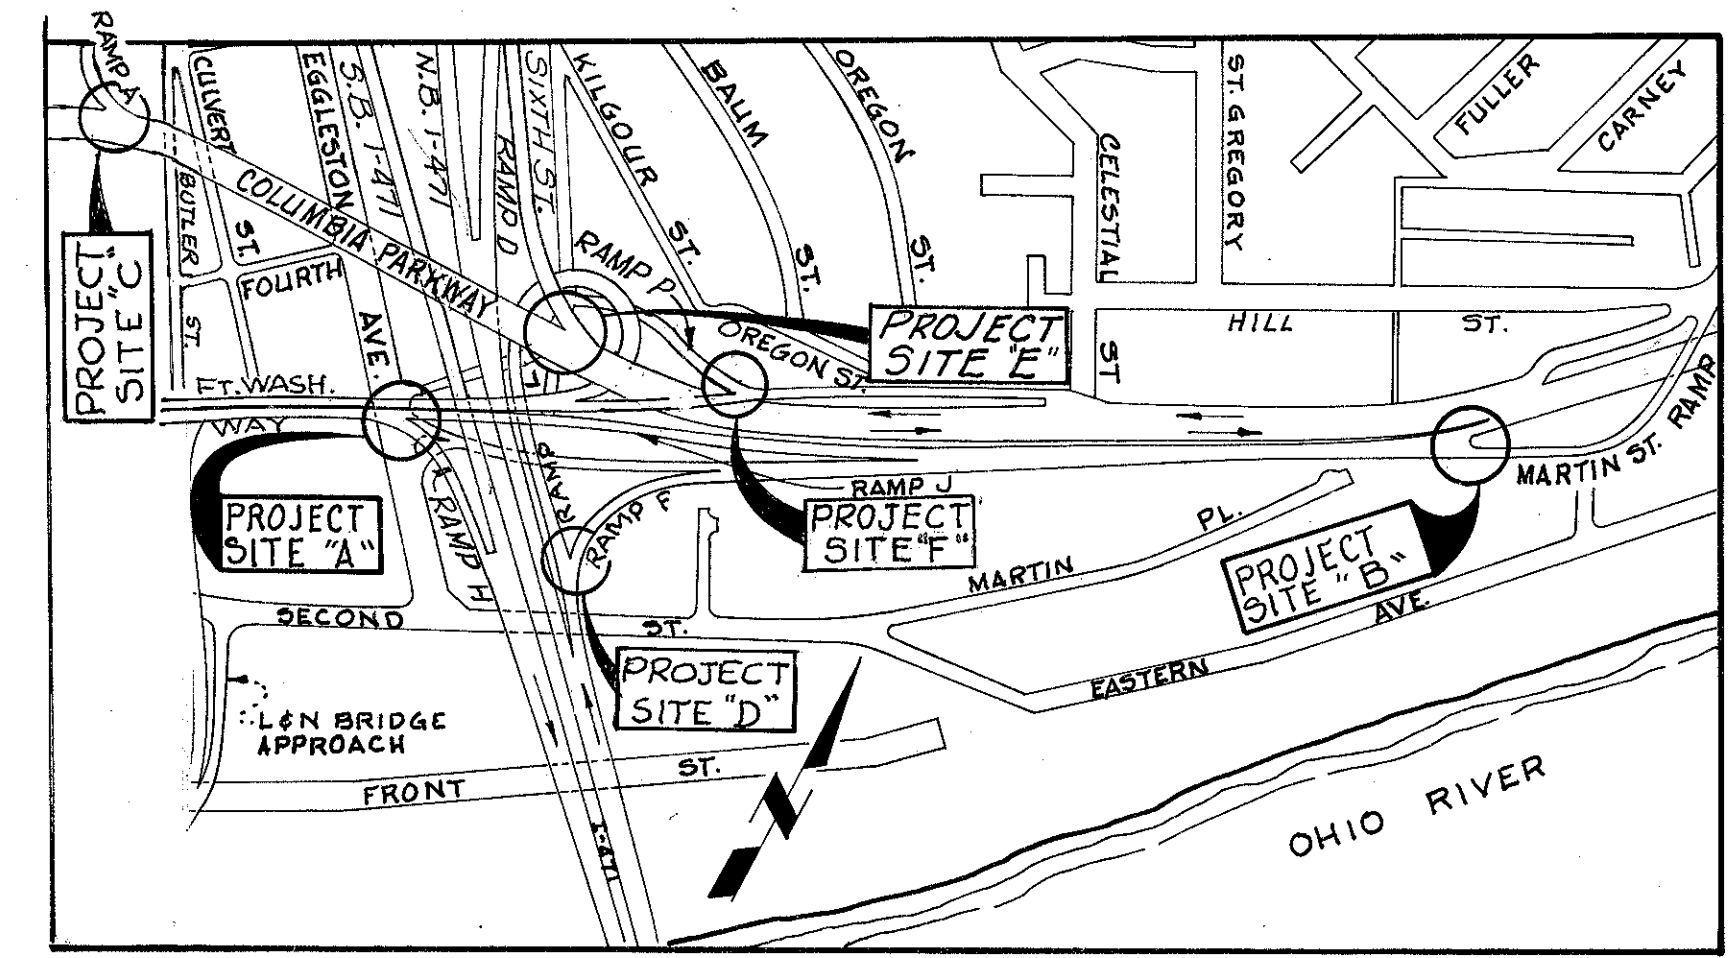 RAMP A
CULVERT
ST.
EGGLESTON
AVE.
S.B. I-471
N.B. I-471
RAMP D
SIXTH ST.
KILGOUR
ST.
BAUM
ST.
OREGON
ST.
CELESTIAL
ST
ST. GREGORY
FULLER
CARNEY
BUTLER
ST.
COLUMBIA PARKWAY
FOURTH
RAMP P
PROJECT
SITE "C"
PROJECT
SITE "E"
HILL ST.
OREGON ST.
FT. WASH.
WAY
RAMP
RAMP J
RAMP F
RAMP H
MARTIN ST. RAMP
PROJECT
SITE "A"
PROJECT
SITE "F"
PROJECT
SITE "B"
MARTIN PL.
SECOND ST.
PROJECT
SITE "D"
EASTERN AVE.
L&N BRIDGE
APPROACH
FRONT ST.
I-471
OHIO RIVER